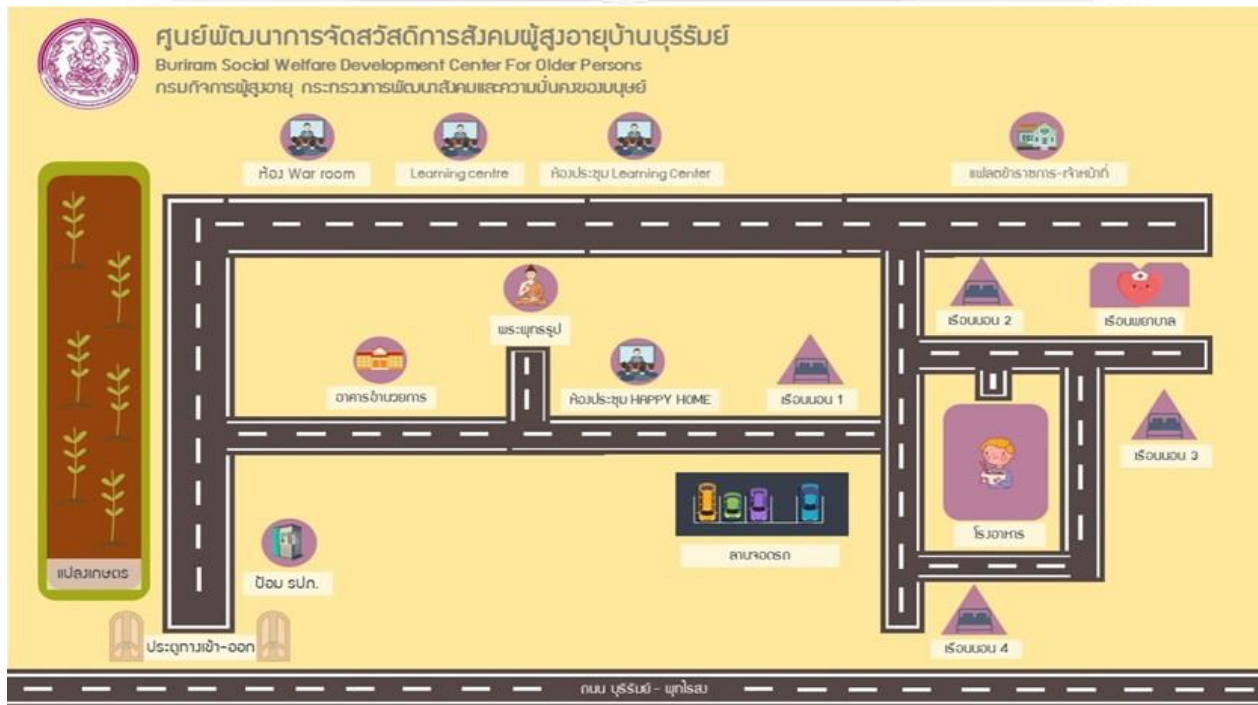 ศูนย์พัฒนาการจัดสวัสดิการสังคมผู้สูงอายุบ้านบุรีรัมย์
Buriram Social Welfare Development Center For Older Persons
กรมกิจการผู้สูงอายุ กระทรวงการพัฒนาสังคมและความมั่นคงของมนุษย์
ห้อง War room
Learning centre
ห้องประชุม Learning Center
แฟลตข้าราชการ-เจ้าหน้าที่
พระพุทธรูป
เรือนนอน 2
เรือนพยาบาล
อาคารอำนวยการ
ห้องประชุม HAPPY HOME
เรือนนอน 1
เรือนนอน 3
โรงอาหาร
ลานจอดรถ
แปลงเกษตร
ป้อม รปภ.
ประตูทางเข้า-ออก
เรือนนอน 4
ถนน บุรีรัมย์ - พุทไธสง